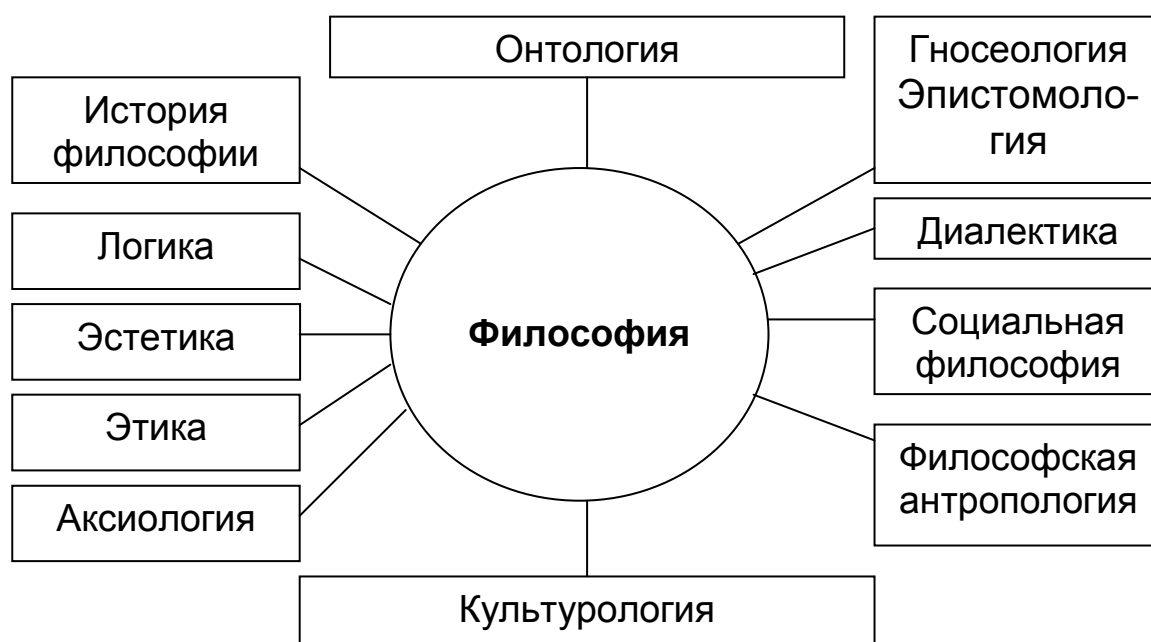 Онтология
Гносеология
Эпистомоло-
гия
История
философии
Логика
Диалектика
Эстетика
Философия
Социальная
философия
Этика
Философская
антропология
Аксиология
Культурология